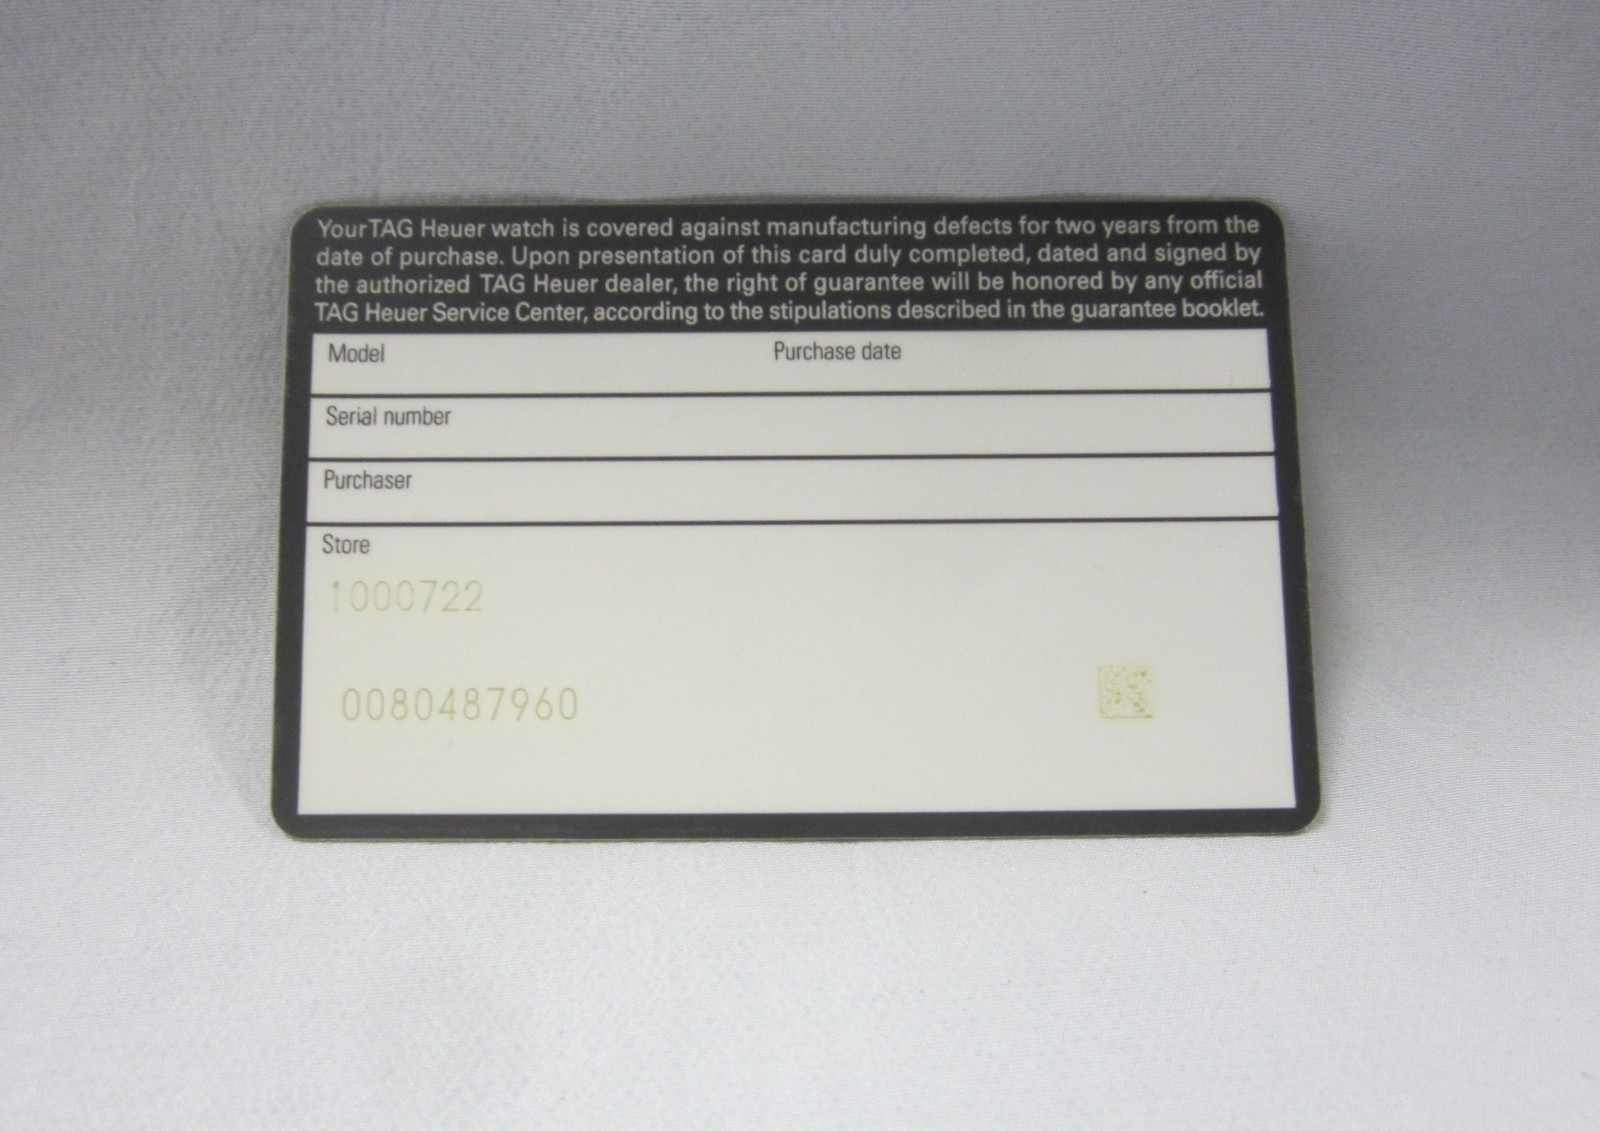 Your TAG Heuer watch is covered against manufacturing defects for two years from the
date of purchase. Upon presentation of this card duly completed, dated and signed by
the authorized TAG Heuer dealer, the right of guarantee will be honored by any official
TAG Heuer Service Center, according to the stipulations described in the guarantee booklet.
Model Purchase date
Serial number
Purchaser
Store
1000722
0080487960